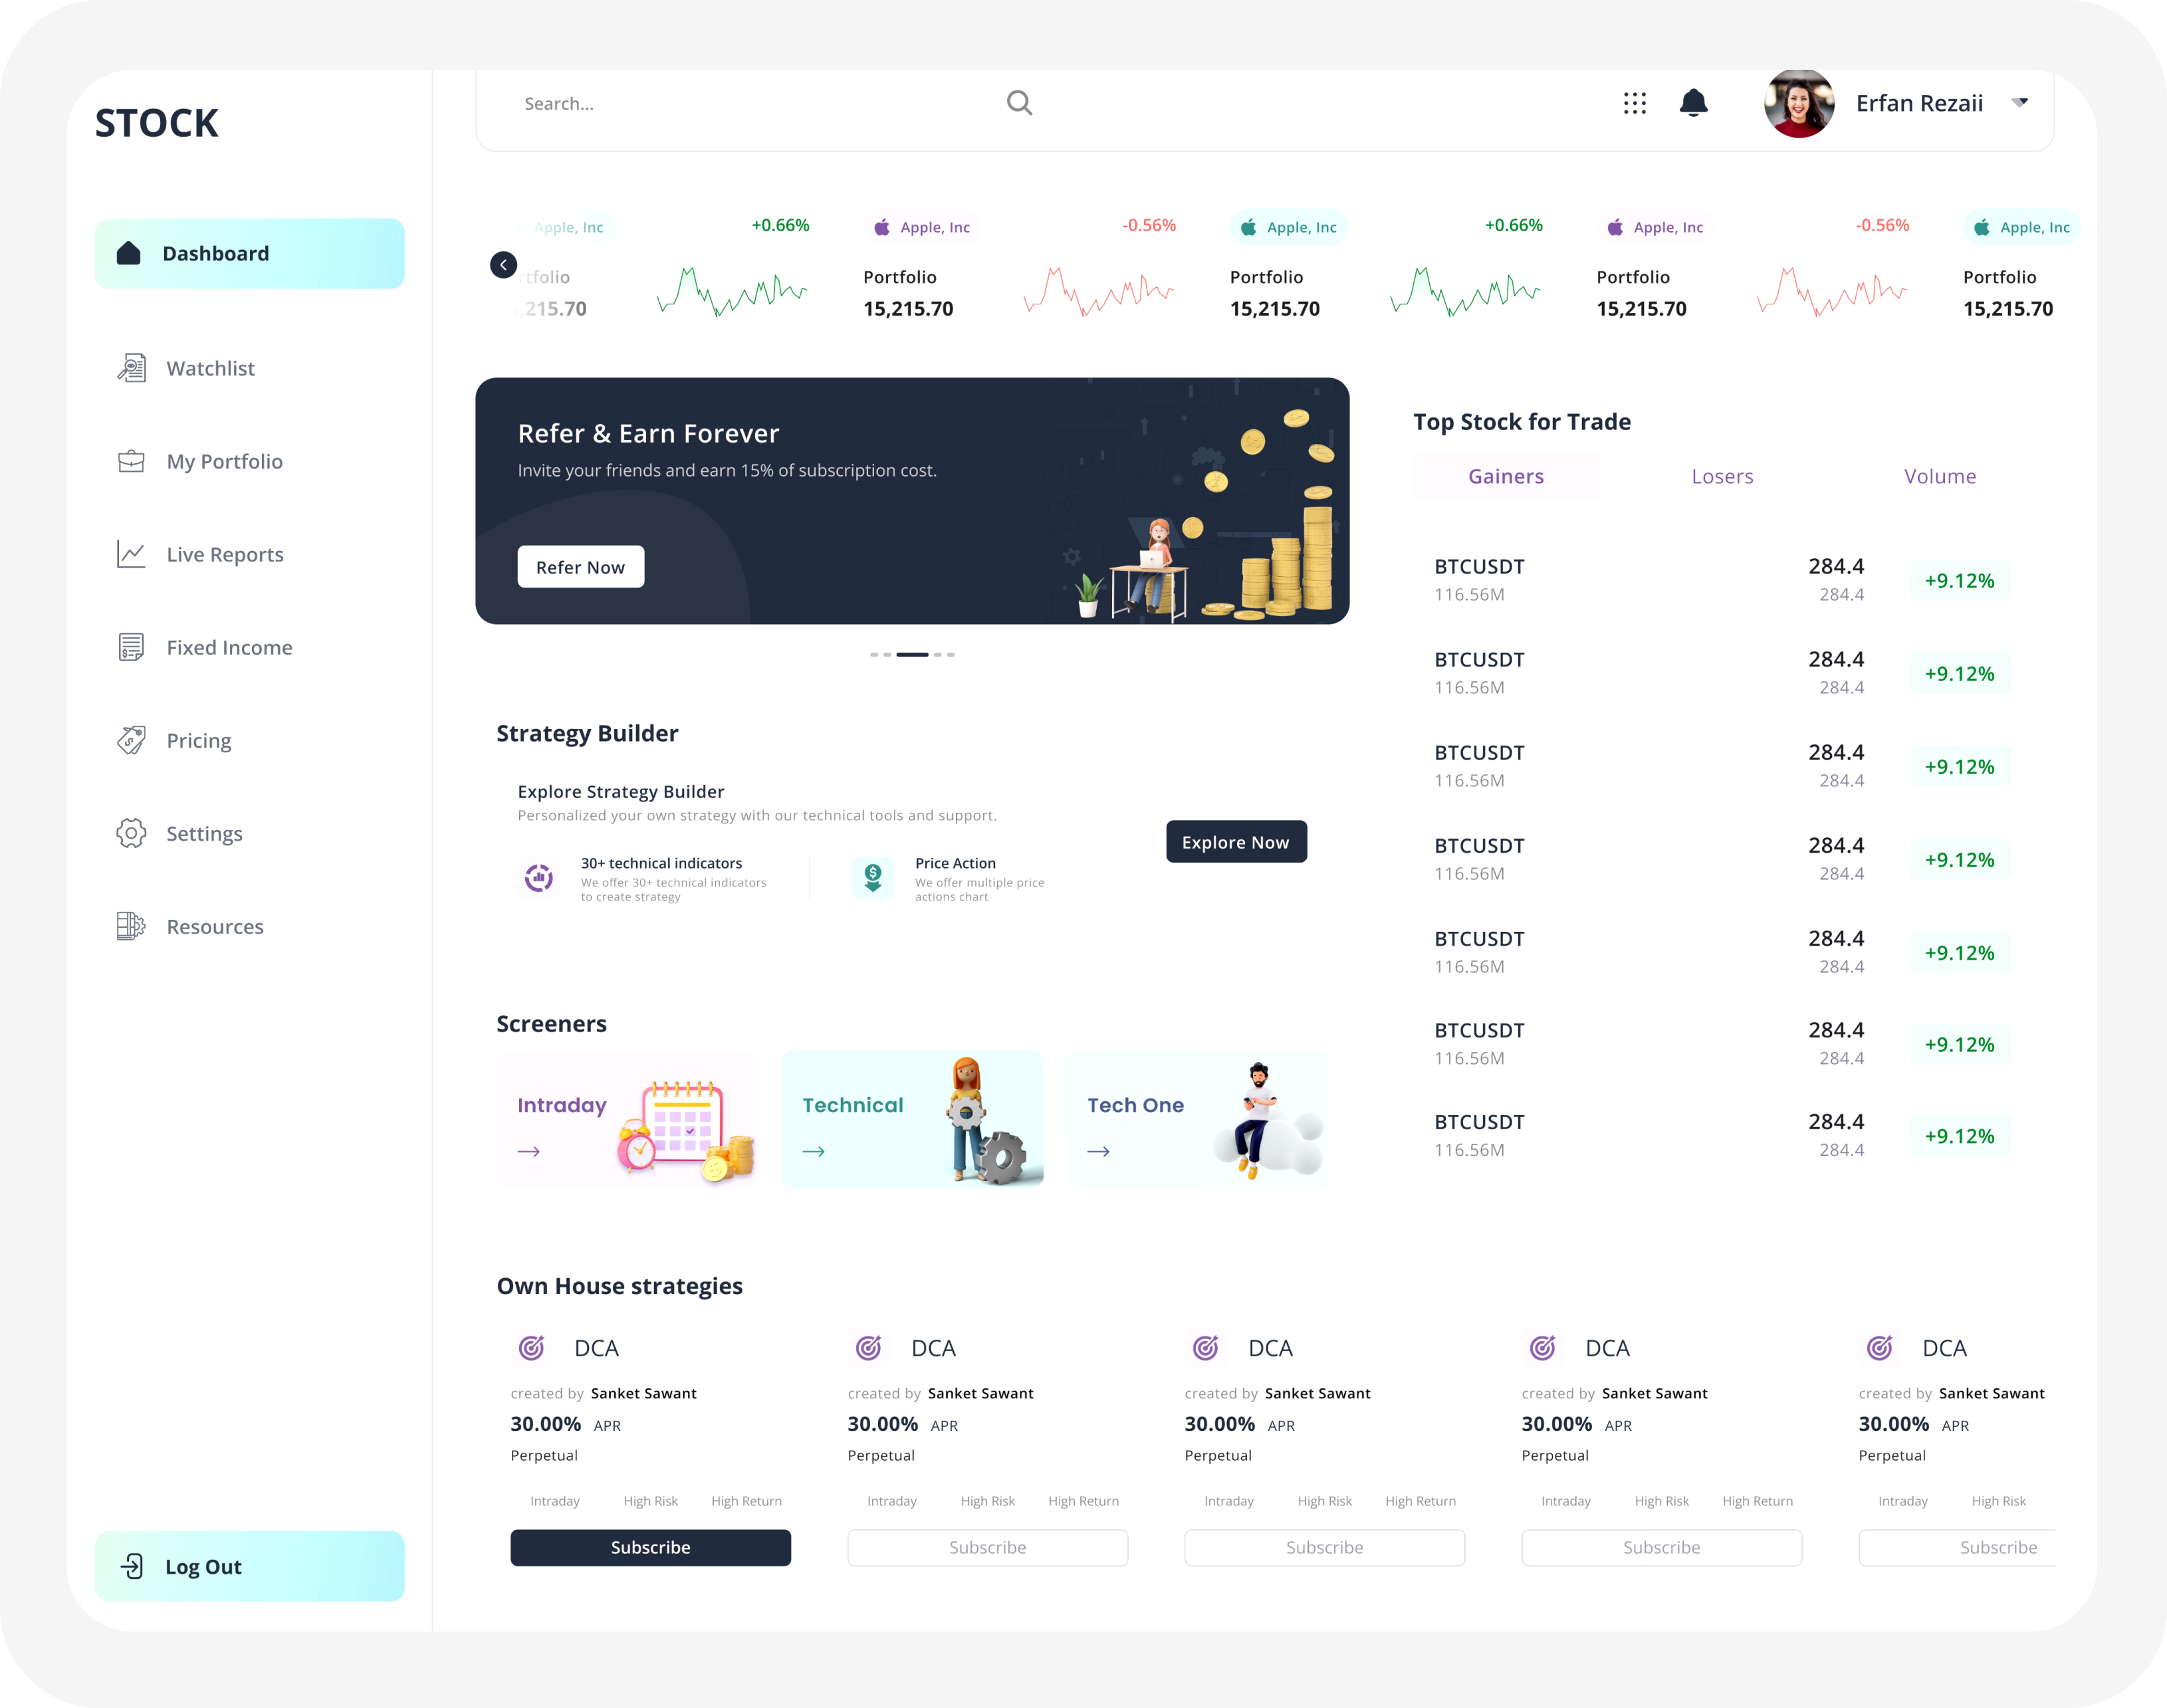 STOCK
Search...
Erfan Rezaii
Dashboard
Watchlist
My Portfolio
Live Reports
Fixed Income
Pricing
Settings
Resources
Log Out
Apple, Inc
+0.66%
rtfolio
,215.70
Apple, Inc
-0.56%
Portfolio
15,215.70
Apple, Inc
+0.66%
Portfolio
15,215.70
Apple, Inc
-0.56%
Portfolio
15,215.70
Apple, Inc
Portfolio
15,215.70
Refer & Earn Forever
Invite your friends and earn 15% of subscription cost.
Refer Now
Strategy Builder
Explore Strategy Builder
Personalized your own strategy with our technical tools and support.
30+ technical indicators
We offer 30+ technical indicators
to create strategy
Price Action
We offer multiple price
actions chart
Explore Now
Screeners
Intraday
Technical
Tech One
Top Stock for Trade
Gainers
Losers
Volume
BTCUSDT
284.4
116.56M
284.4
+9.12%
BTCUSDT
284.4
116.56M
284.4
+9.12%
BTCUSDT
284.4
116.56M
284.4
+9.12%
BTCUSDT
284.4
116.56M
284.4
+9.12%
BTCUSDT
284.4
116.56M
284.4
+9.12%
BTCUSDT
284.4
116.56M
284.4
+9.12%
BTCUSDT
284.4
116.56M
284.4
+9.12%
Own House strategies
DCA
created by Sanket Sawant
30.00% APR
Perpetual
Intraday High Risk High Return
Subscribe
DCA
created by Sanket Sawant
30.00% APR
Perpetual
Intraday High Risk High Return
Subscribe
DCA
created by Sanket Sawant
30.00% APR
Perpetual
Intraday High Risk High Return
Subscribe
DCA
created by Sanket Sawant
30.00% APR
Perpetual
Intraday High Risk High Return
Subscribe
DCA
created by Sanket Sawant
30.00% APR
Perpetual
Intraday High Risk
Subscribe